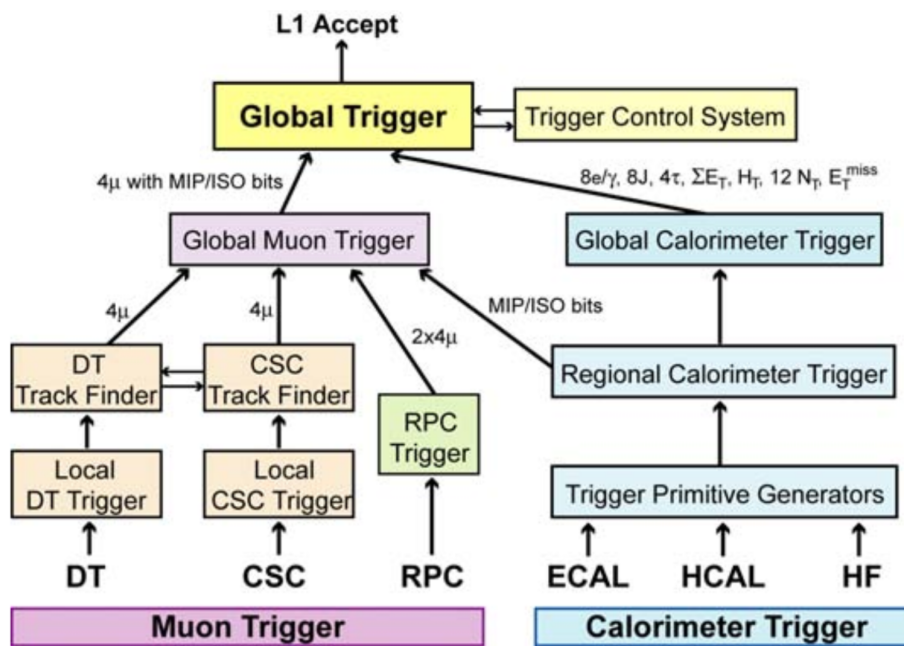 L1 Accept
Global Trigger
Trigger Control System
4μ with MIP/ISO bits
8e/γ, 8J, 4τ, ΣE_T, H_T, 12 N_T, E_T^miss
Global Muon Trigger
Global Calorimeter Trigger
4μ
4μ
2x4μ
MIP/ISO bits
DT
Track Finder
CSC
Track Finder
Regional Calorimeter Trigger
RPC
Trigger
Local
DT Trigger
Local
CSC Trigger
Trigger Primitive Generators
DT
CSC
RPC
ECAL
HCAL
HF
Muon Trigger
Calorimeter Trigger